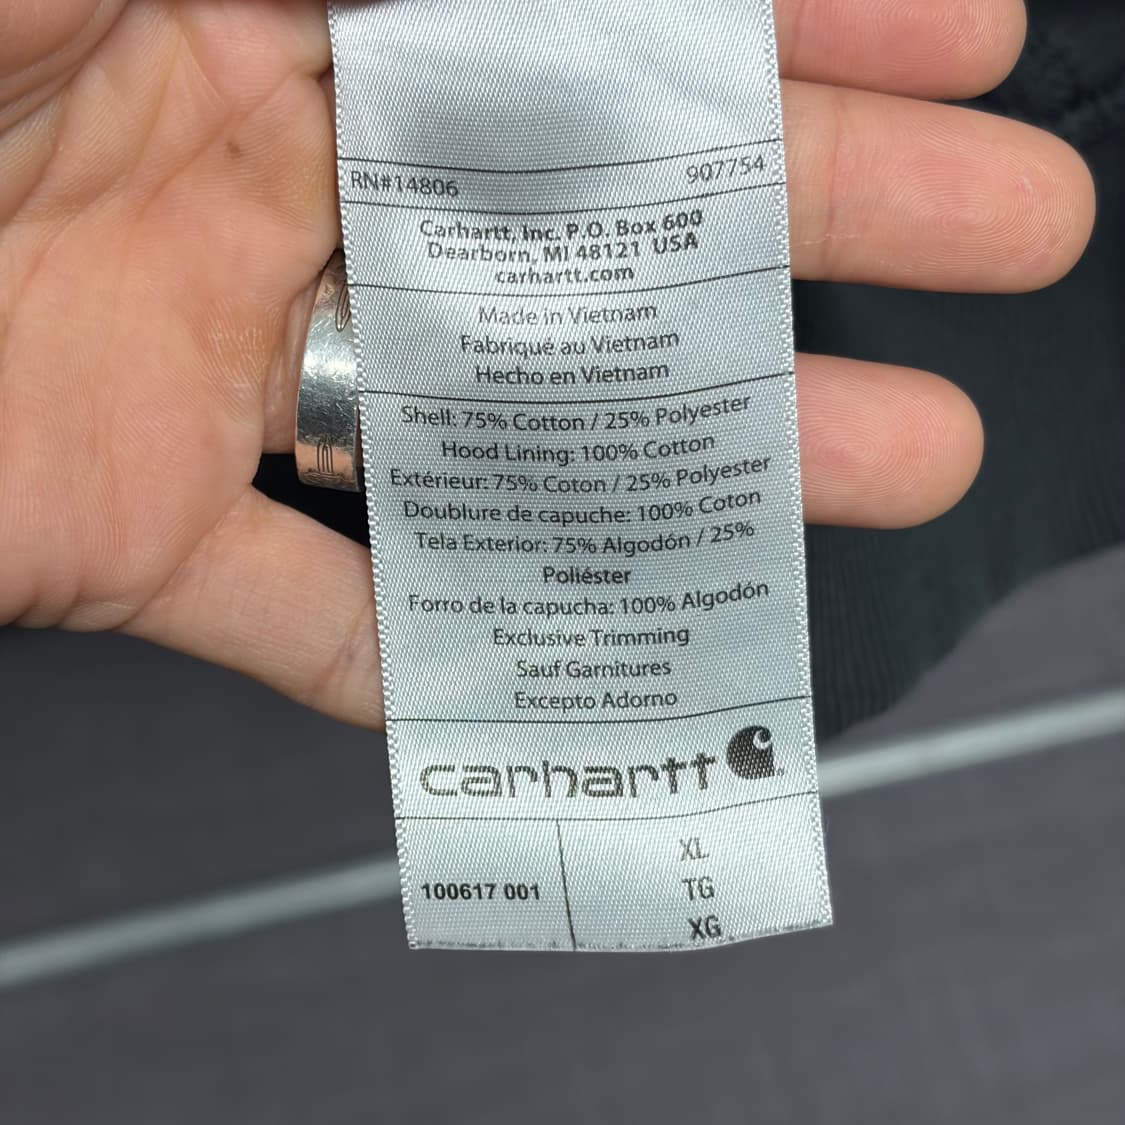 RN#14806 907754
Carhartt, Inc. P.O. Box 600
Dearborn, MI 48121 USA
carhartt.com
Made in Vietnam
Fabriqué au Vietnam
Hecho en Vietnam
Shell: 75% Cotton / 25% Polyester
Hood Lining: 100% Cotton
Extérieur: 75% Coton / 25% Polyester
Doublure de capuche: 100% Coton
Tela Exterior: 75% Algodón / 25%
Poliéster
Forro de la capucha: 100% Algodón
Exclusive Trimming
Sauf Garnitures
Excepto Adorno
carhartt
XL
100617 001 TG
XG